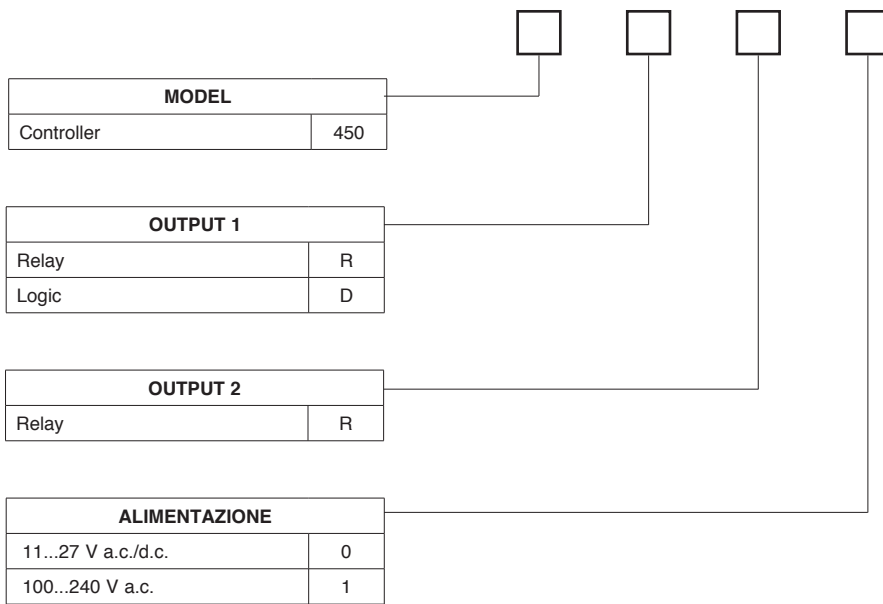 MODEL
Controller 450
OUTPUT 1
Relay R
Logic D
OUTPUT 2
Relay R
ALIMENTAZIONE
11...27 V a.c./d.c. 0
100...240 V a.c. 1